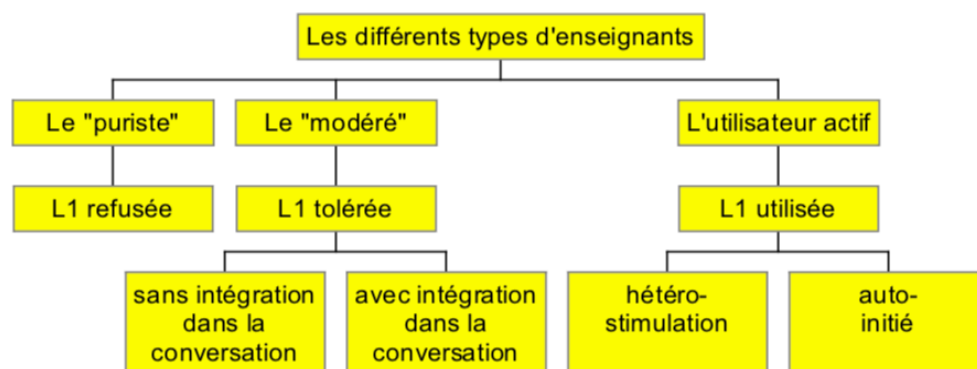 Les différents types d'enseignants
Le "puriste"
Le "modéré"
L'utilisateur actif
L1 refusée
L1 tolérée
L1 utilisée
sans intégration
dans la
conversation
avec intégration
dans la
conversation
hétéro-
stimulation
auto-
initié